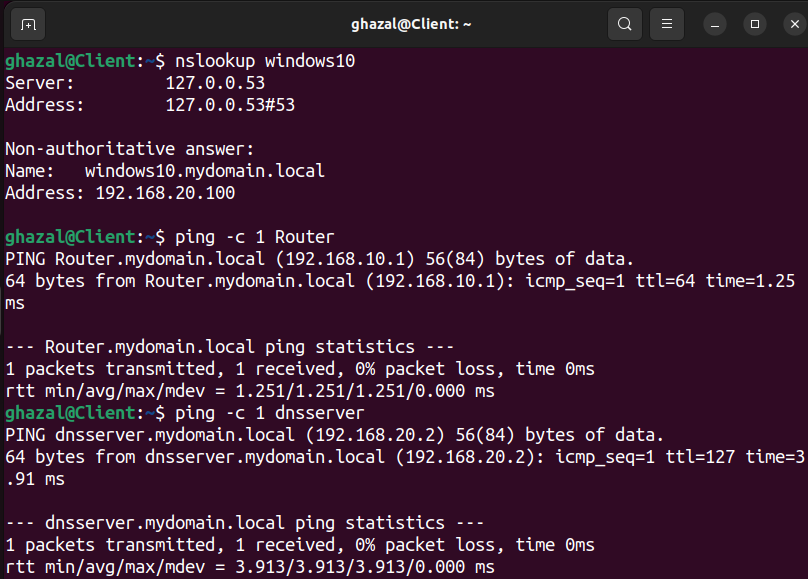 ghazal@Client: ~
ghazal@Client:~$ nslookup windows10
Server:         127.0.0.53
Address:        127.0.0.53#53

Non-authoritative answer:
Name:   windows10.mydomain.local
Address: 192.168.20.100

ghazal@Client:~$ ping -c 1 Router
PING Router.mydomain.local (192.168.10.1) 56(84) bytes of data.
64 bytes from Router.mydomain.local (192.168.10.1): icmp_seq=1 ttl=64 time=1.25
ms

--- Router.mydomain.local ping statistics ---
1 packets transmitted, 1 received, 0% packet loss, time 0ms
rtt min/avg/max/mdev = 1.251/1.251/1.251/0.000 ms
ghazal@Client:~$ ping -c 1 dnsserver
PING dnsserver.mydomain.local (192.168.20.2) 56(84) bytes of data.
64 bytes from dnsserver.mydomain.local (192.168.20.2): icmp_seq=1 ttl=127 time=3
.91 ms

--- dnsserver.mydomain.local ping statistics ---
1 packets transmitted, 1 received, 0% packet loss, time 0ms
rtt min/avg/max/mdev = 3.913/3.913/3.913/0.000 ms